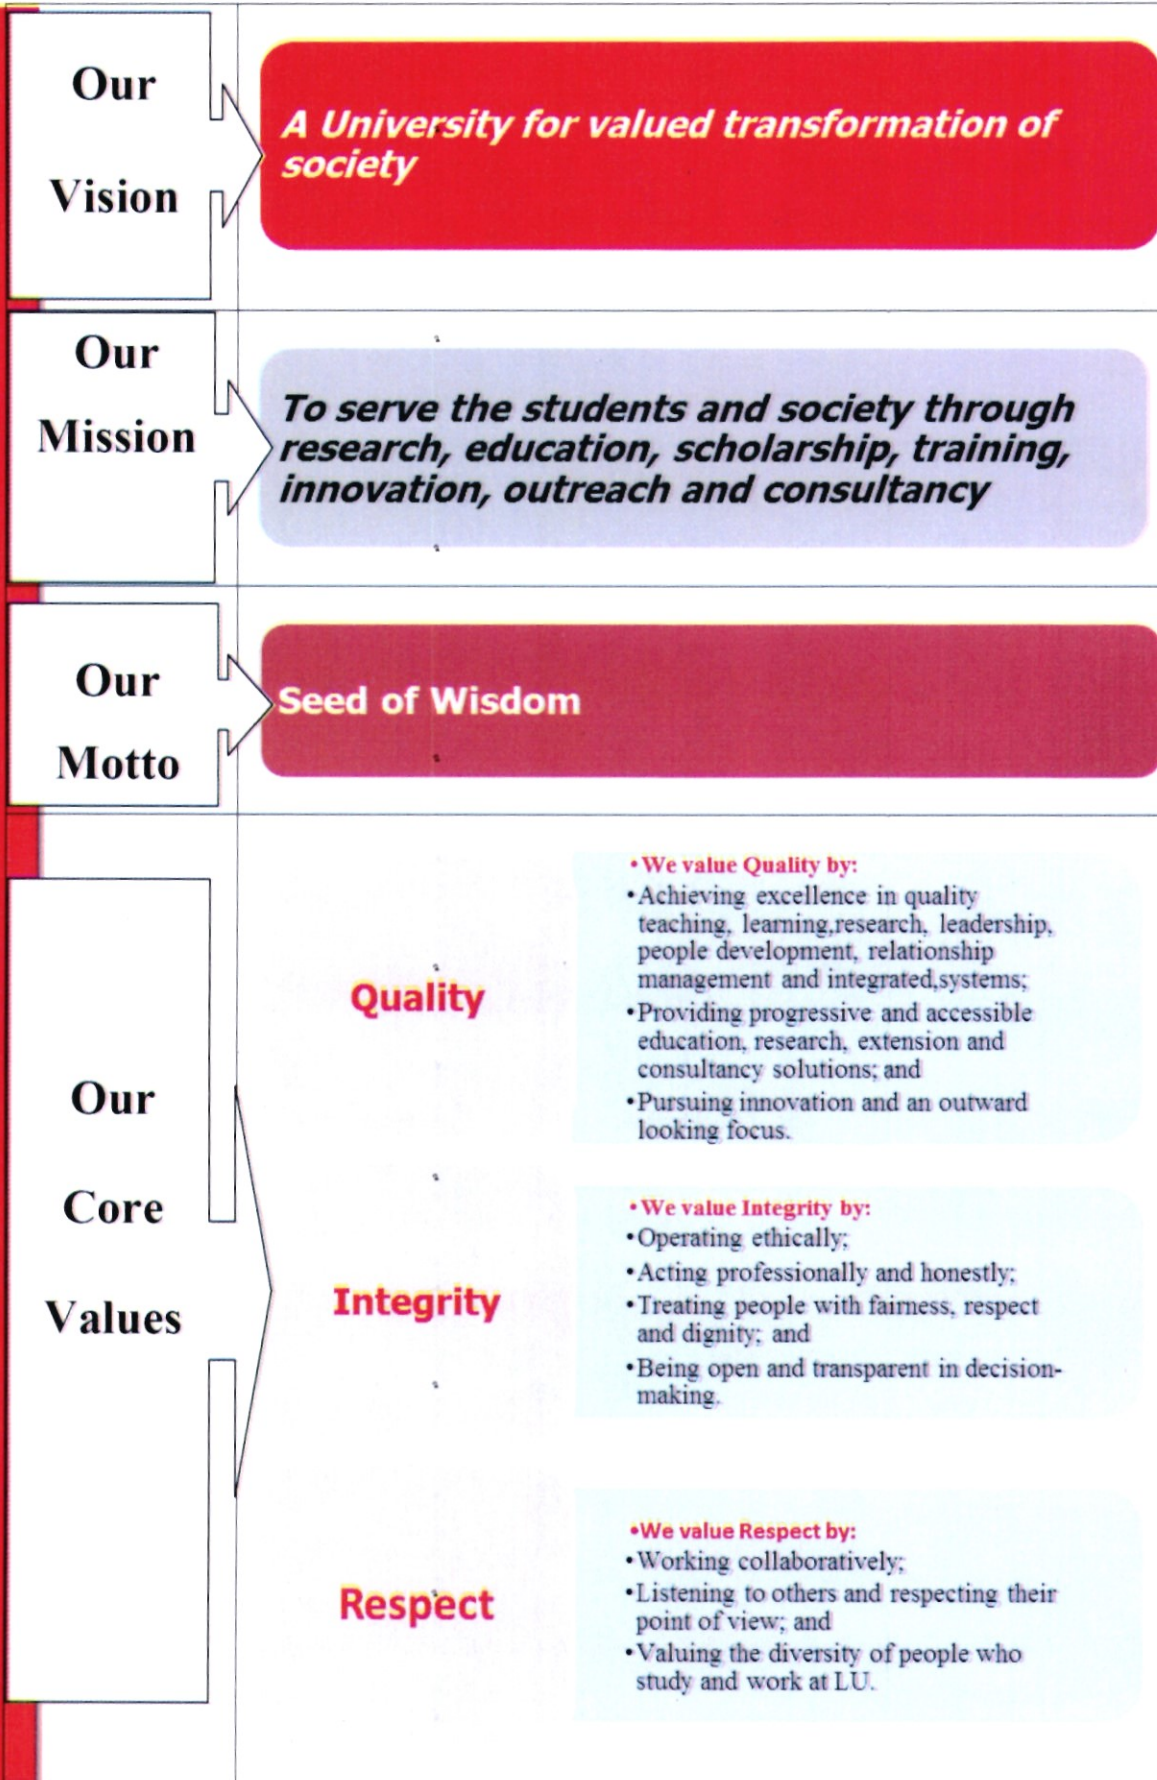 Our
Vision
A University for valued transformation of
society
Our
Mission
To serve the students and society through
research, education, scholarship, training,
innovation, outreach and consultancy
Our
Motto
Seed of Wisdom
Our
Core
Values
Quality
•We value Quality by:
•Achieving excellence in quality
teaching, learning,research, leadership,
people development, relationship
management and integrated,systems;
•Providing progressive and accessible
education, research, extension and
consultancy solutions; and
•Pursuing innovation and an outward
looking focus.
Integrity
•We value Integrity by:
•Operating ethically;
•Acting professionally and honestly;
•Treating people with fairness, respect
and dignity; and
•Being open and transparent in decision-
making.
Respect
•We value Respect by:
•Working collaboratively;
•Listening to others and respecting their
point of view; and
•Valuing the diversity of people who
study and work at LU.